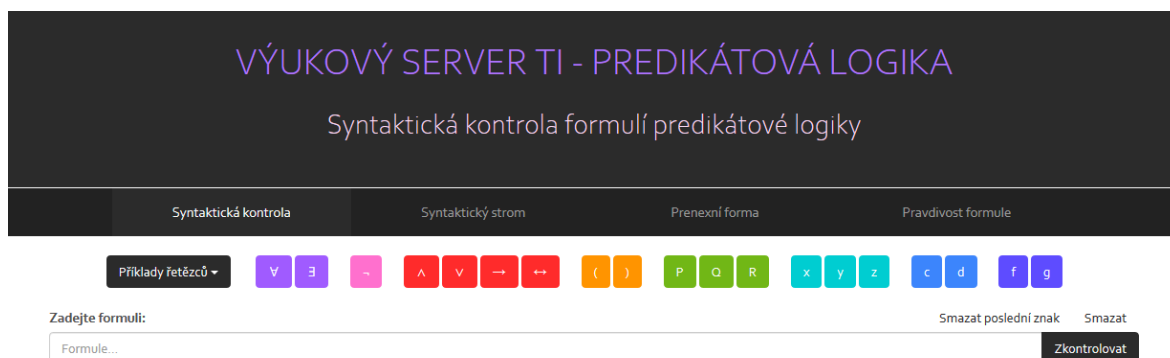 VÝUKOVÝ SERVER TI - PREDIKÁTOVÁ LOGIKA
Syntaktická kontrola formulí predikátové logiky
Syntaktická kontrola Syntaktický strom Prenexní forma Pravdivost formule
Příklady řetězců ∀ ∃ ¬ ∧ ∨ → ↔ ( ) P Q R x y z c d f g
Zadejte formuli: Smazat poslední znak Smazat
Formule... Zkontrolovat